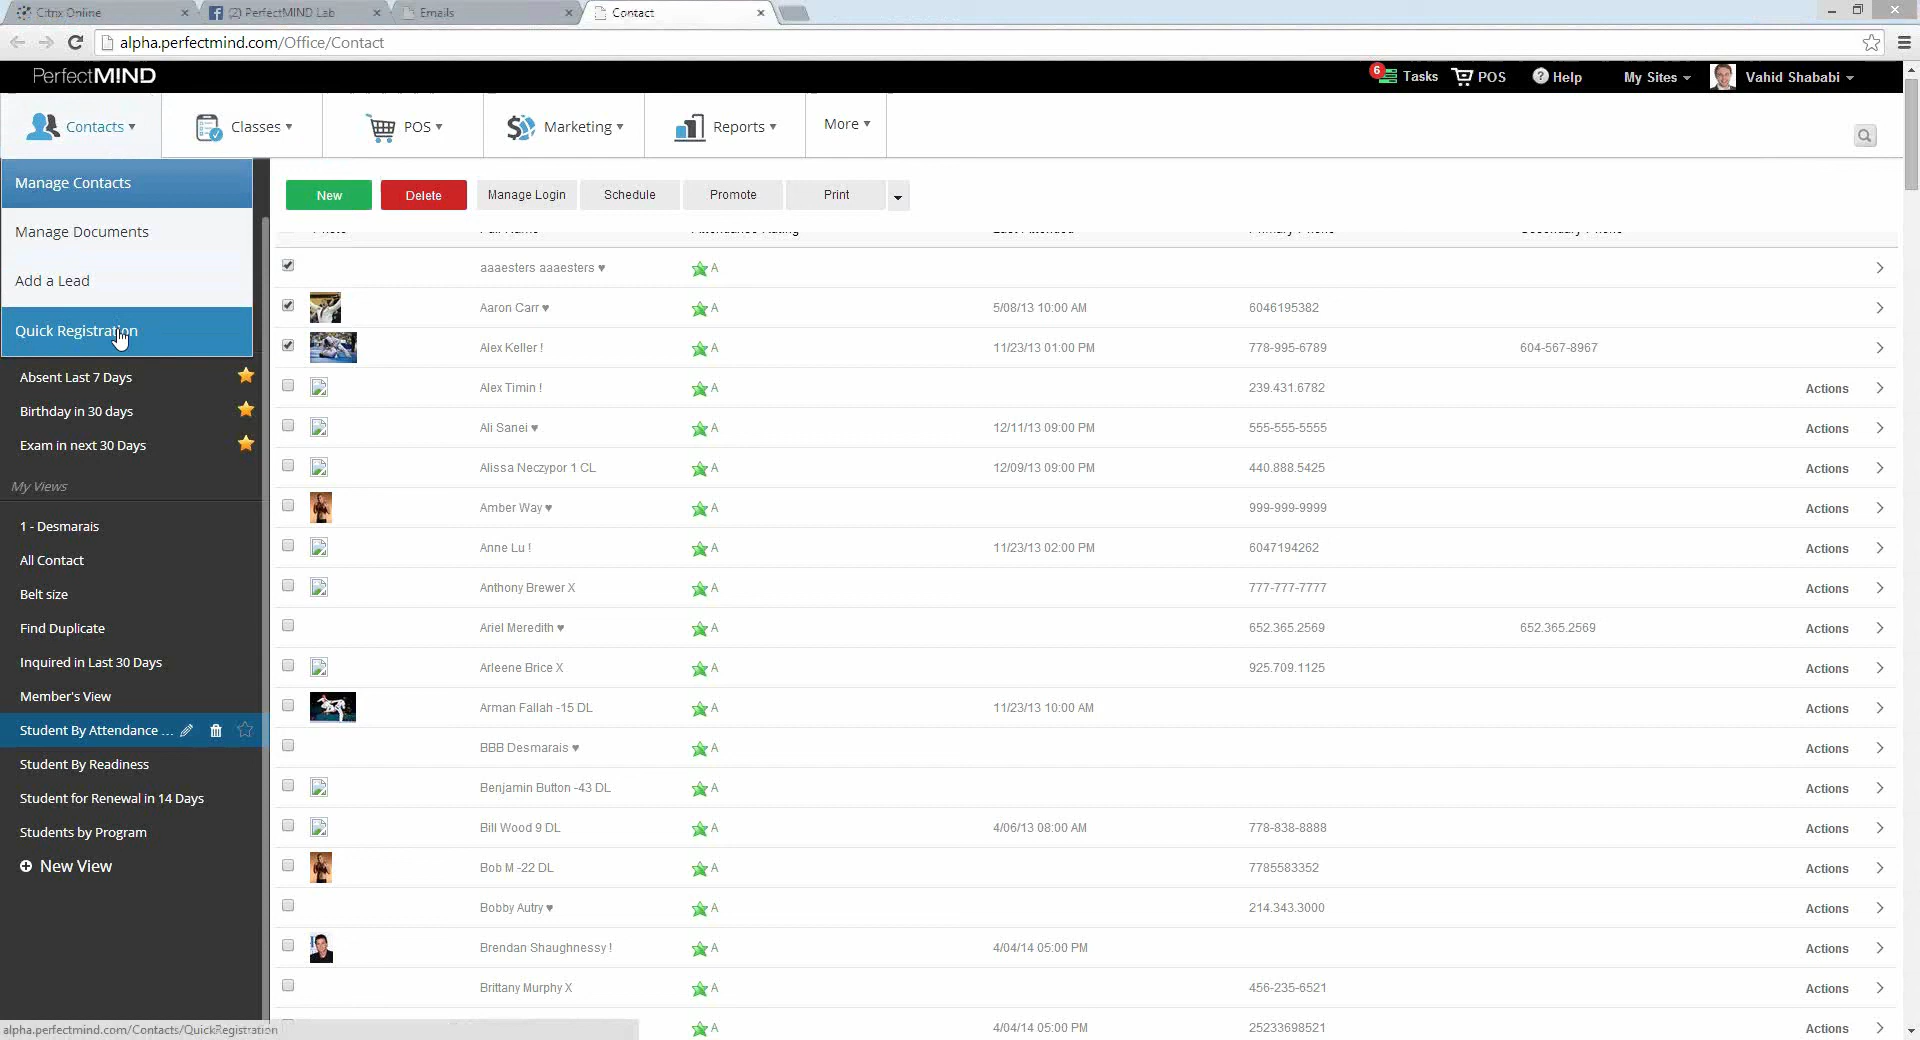 Citrix Online
(2) PerfectMIND Lab
Emails
Contact
alpha.perfectmind.com/Office/Contact
PerfectMIND
6 Tasks POS Help My Sites Vahid Shababi
Contacts Classes POS Marketing Reports More
Manage Contacts
Manage Documents
Add a Lead
Quick Registration
New Delete Manage Login Schedule Promote Print
Photo Full Name Attendance Rating Last Attended Primary Phone Secondary Phone
aaaesters aaaesters ♥ A
Aaron Carr ♥ A 5/08/13 10:00 AM 6046195382
Alex Keller ! A 11/23/13 01:00 PM 778-995-6789 604-567-8967
Alex Timin ! A 239.431.6782 Actions
Ali Sanei ♥ A 12/11/13 09:00 PM 555-555-5555 Actions
Alissa Neczypor 1 CL A 12/09/13 09:00 PM 440.888.5425 Actions
Amber Way ♥ A 999-999-9999 Actions
Anne Lu ! A 11/23/13 02:00 PM 6047194262 Actions
Anthony Brewer X A 777-777-7777 Actions
Ariel Meredith ♥ A 652.365.2569 652.365.2569 Actions
Arleene Brice X A 925.709.1125 Actions
Arman Fallah -15 DL A 11/23/13 10:00 AM Actions
BBB Desmarais ♥ A Actions
Benjamin Button -43 DL A Actions
Bill Wood 9 DL A 4/06/13 08:00 AM 778-838-8888 Actions
Bob M -22 DL A 7785583352 Actions
Bobby Autry ♥ A 214.343.3000 Actions
Brendan Shaughnessy ! A 4/04/14 05:00 PM Actions
Brittany Murphy X A 456-235-6521 Actions
A 4/04/14 05:00 PM 25233698521 Actions
Absent Last 7 Days
Birthday in 30 days
Exam in next 30 Days
My Views
1 - Desmarais
All Contact
Belt size
Find Duplicate
Inquired in Last 30 Days
Member's View
Student By Attendance ...
Student By Readiness
Student for Renewal in 14 Days
Students by Program
New View
alpha.perfectmind.com/Contacts/QuickRegistration